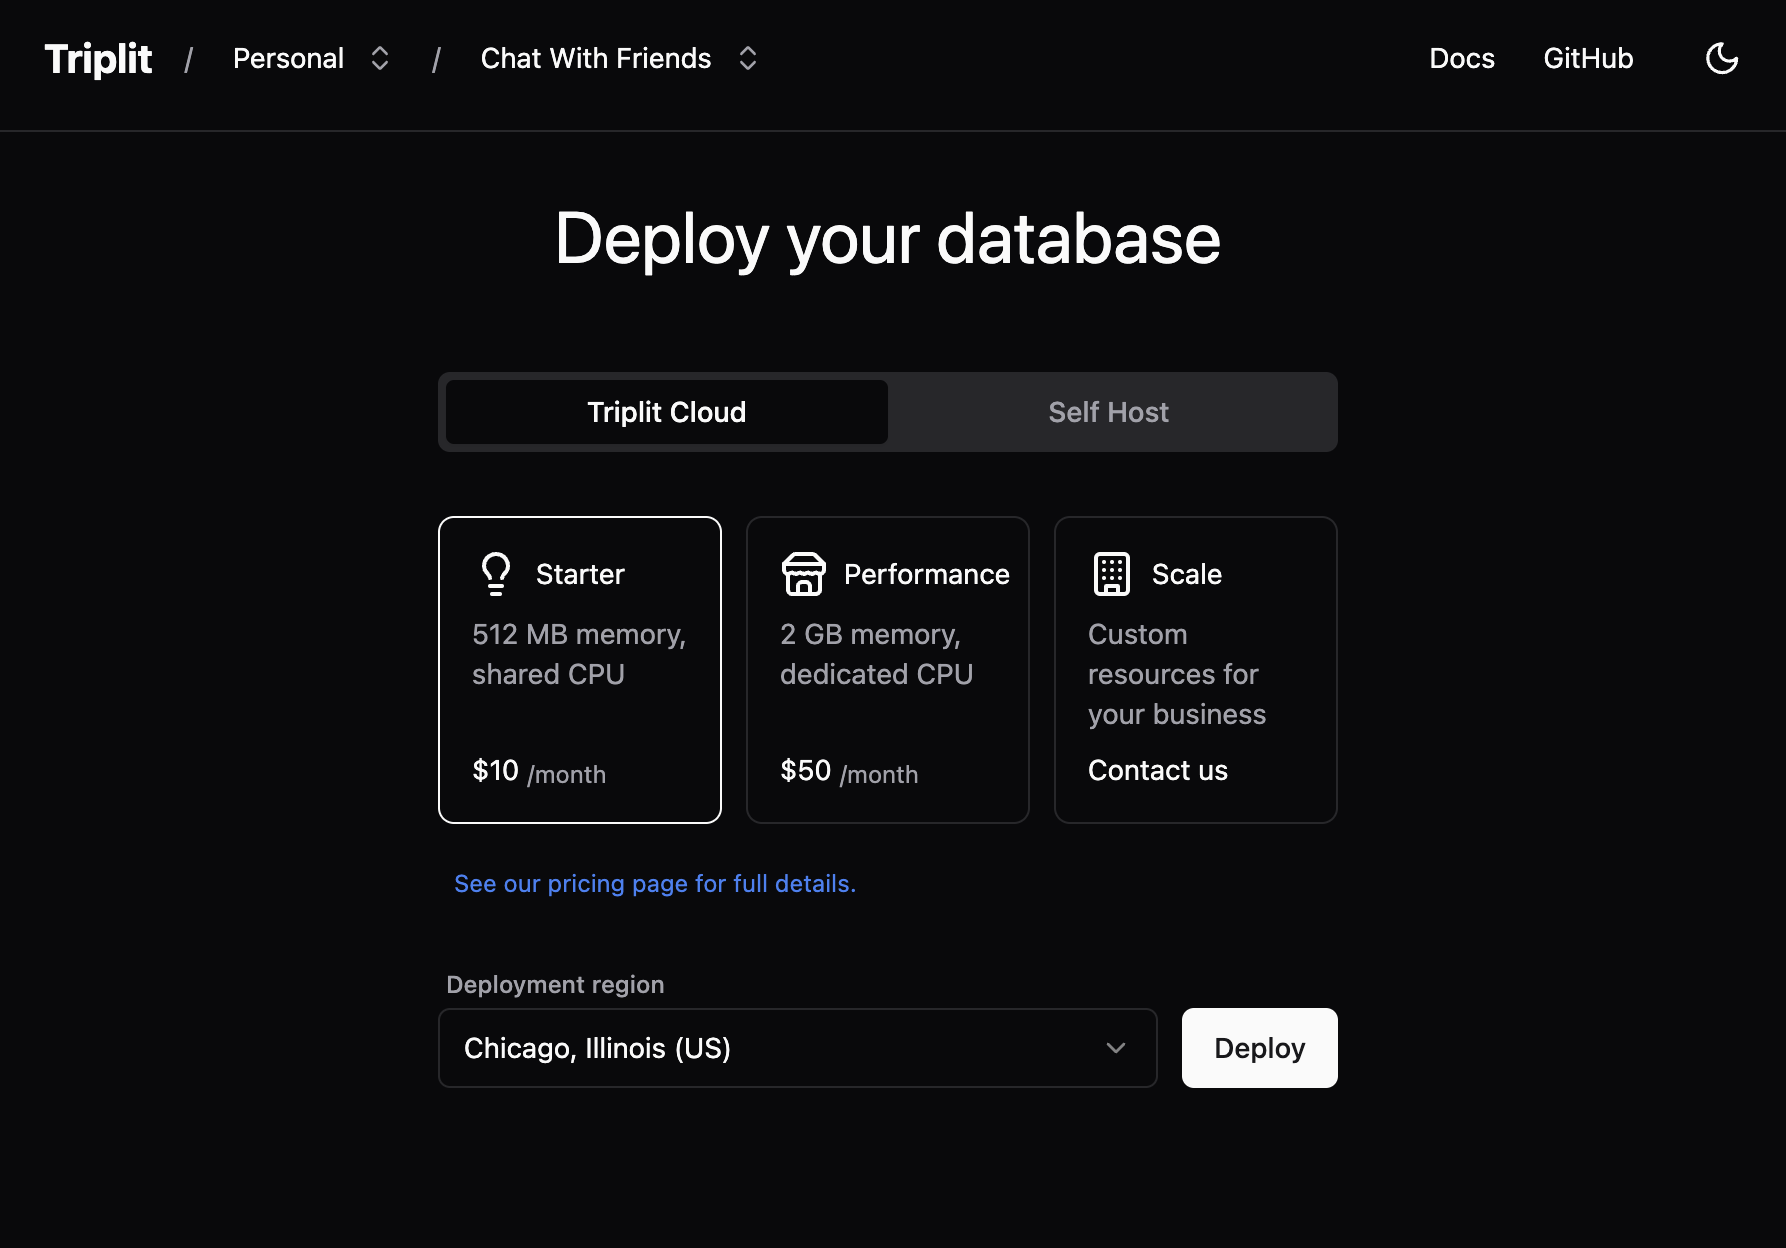 Triplit / Personal / Chat With Friends Docs GitHub
Deploy your database
Triplit Cloud Self Host
Starter
512 MB memory,
shared CPU
$10 /month
Performance
2 GB memory,
dedicated CPU
$50 /month
Scale
Custom
resources for
your business
Contact us
See our pricing page for full details.
Deployment region
Chicago, Illinois (US)
Deploy